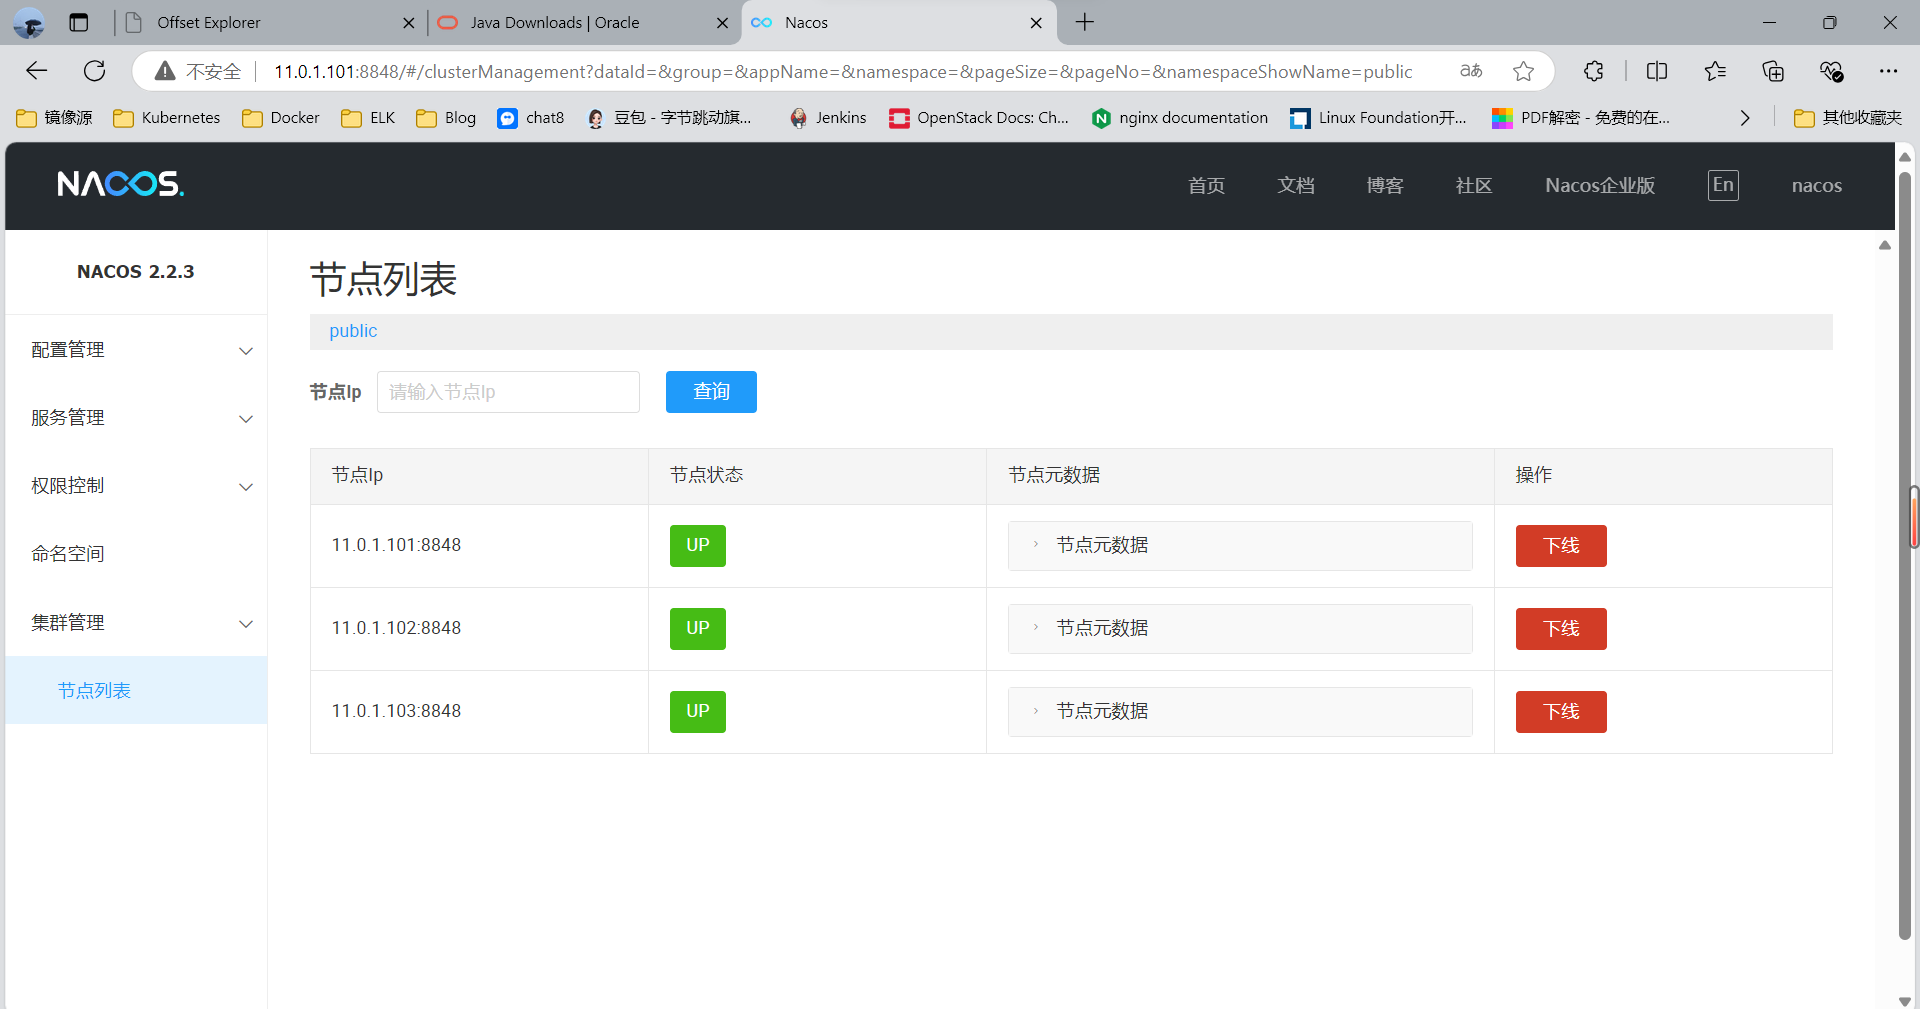 Offset Explorer
Java Downloads | Oracle
Nacos
不安全
11.0.1.101:8848/#/clusterManagement?dataId=&group=&appName=&namespace=&pageSize=&pageNo=&namespaceShowName=public
aあ
镜像源
Kubernetes
Docker
ELK
Blog
chat8
豆包 - 字节跳动旗...
Jenkins
OpenStack Docs: Ch...
nginx documentation
Linux Foundation开...
PDF解密 - 免费的在...
其他收藏夹
NACOS.
首页
文档
博客
社区
Nacos企业版
En
nacos
NACOS 2.2.3
配置管理
服务管理
权限控制
命名空间
集群管理
节点列表
节点列表
public
节点Ip
请输入节点Ip
查询
节点Ip 节点状态 节点元数据 操作
11.0.1.101:8848 UP 节点元数据 下线
11.0.1.102:8848 UP 节点元数据 下线
11.0.1.103:8848 UP 节点元数据 下线